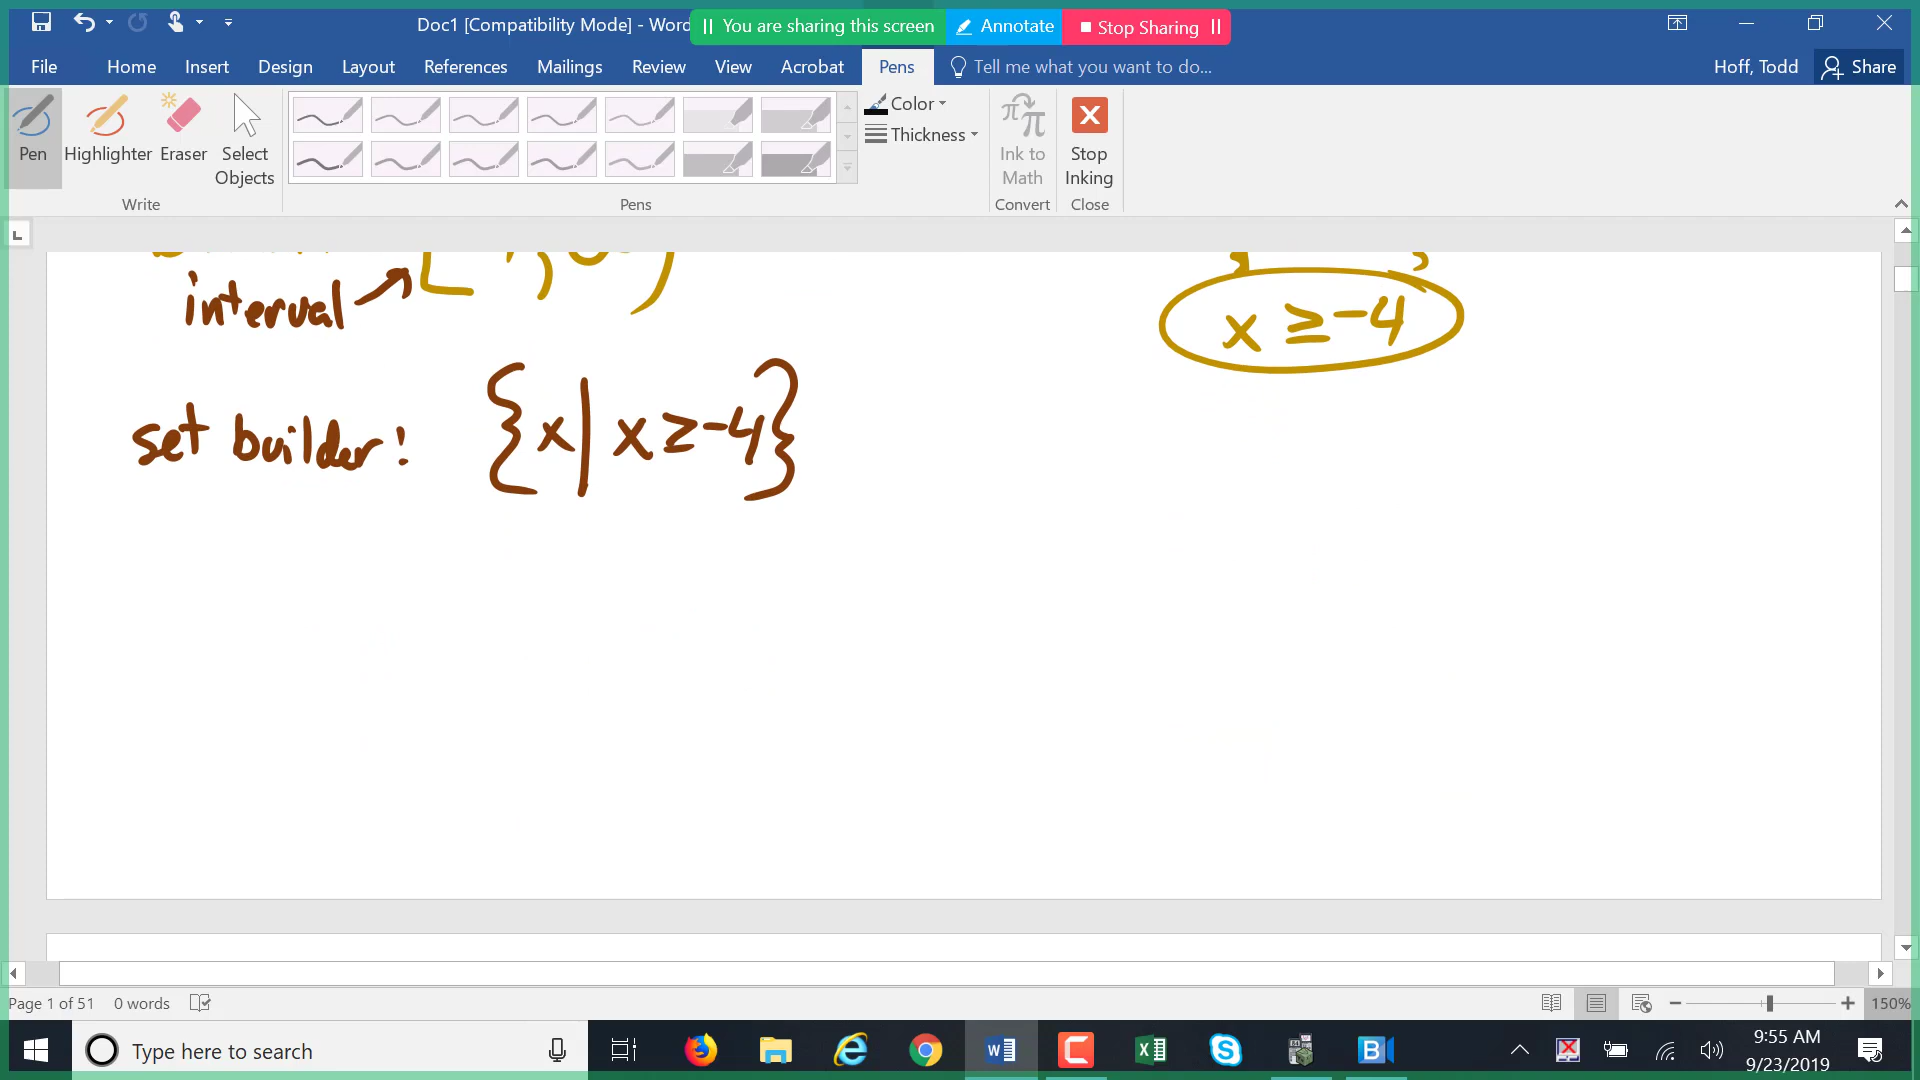 Doc1 [Compatibility Mode] - Word
You are sharing this screen
Annotate
Stop Sharing
File Home Insert Design Layout References Mailings Review View Acrobat Pens Tell me what you want to do... Hoff, Todd Share
Pen Highlighter Eraser Select Objects
Color
Thickness
Ink to Math
Stop Inking
Write Pens Convert Close
interval
x ≥ -4
set builder: {x | x ≥ -4}
Page 1 of 51 0 words 150%
Type here to search
9:55 AM
9/23/2019